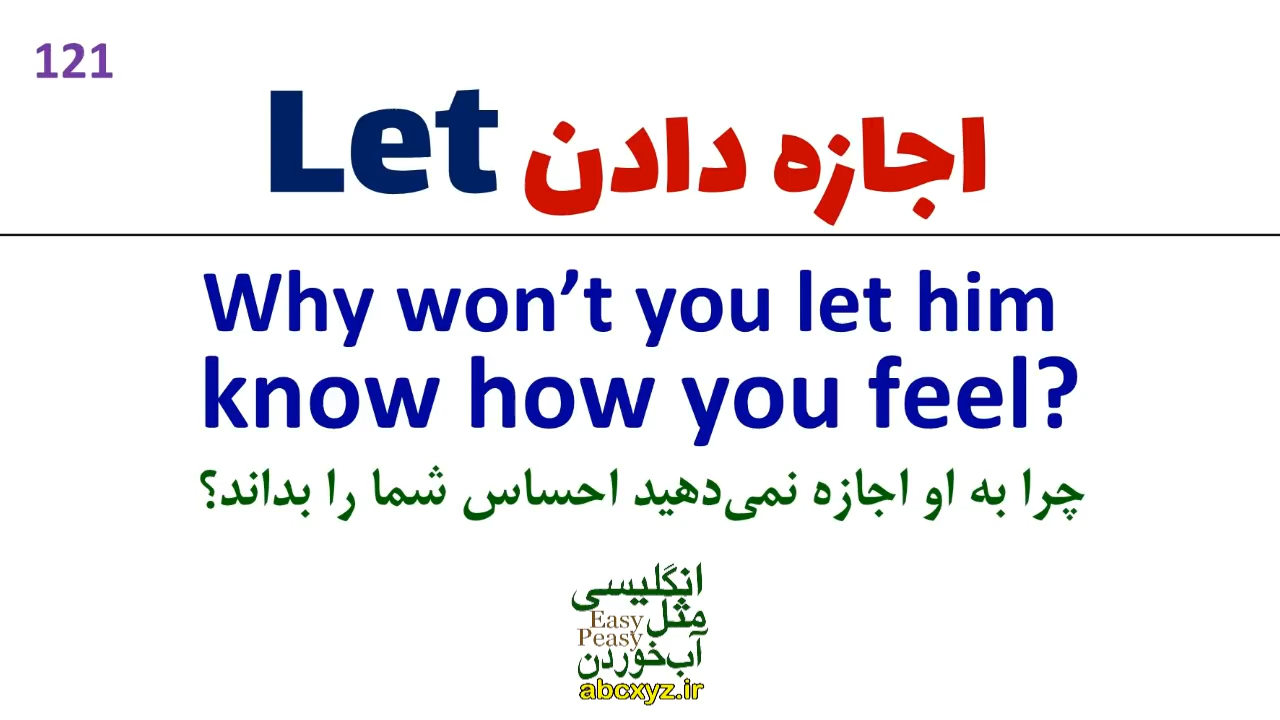 121
Let اجازه دادن
Why won’t you let him
know how you feel?
چرا به او اجازه نمی‌دهید احساس شما را بداند؟
انگلیسی
مثل
Easy
Peasy
آب‌خوردن
abcxyz.ir